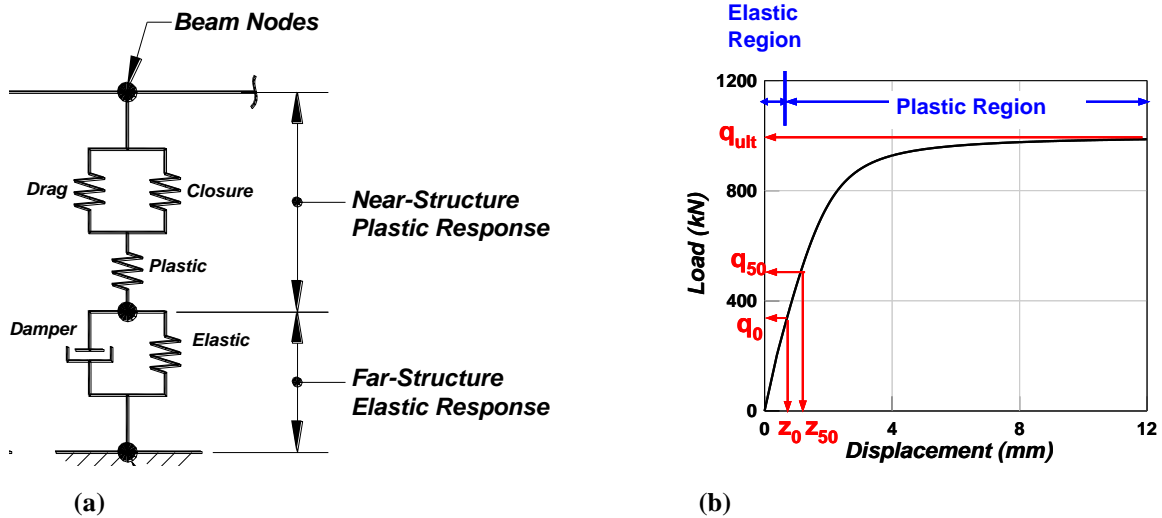 Beam Nodes
Drag
Closure
Near-Structure
Plastic Response
Plastic
Damper
Elastic
Far-Structure
Elastic Response
(a)
Elastic
Region
1200
Plastic Region
qult
800
Load (kN)
q50
400
q0
0
0
z0
z50
4
8
12
Displacement (mm)
(b)